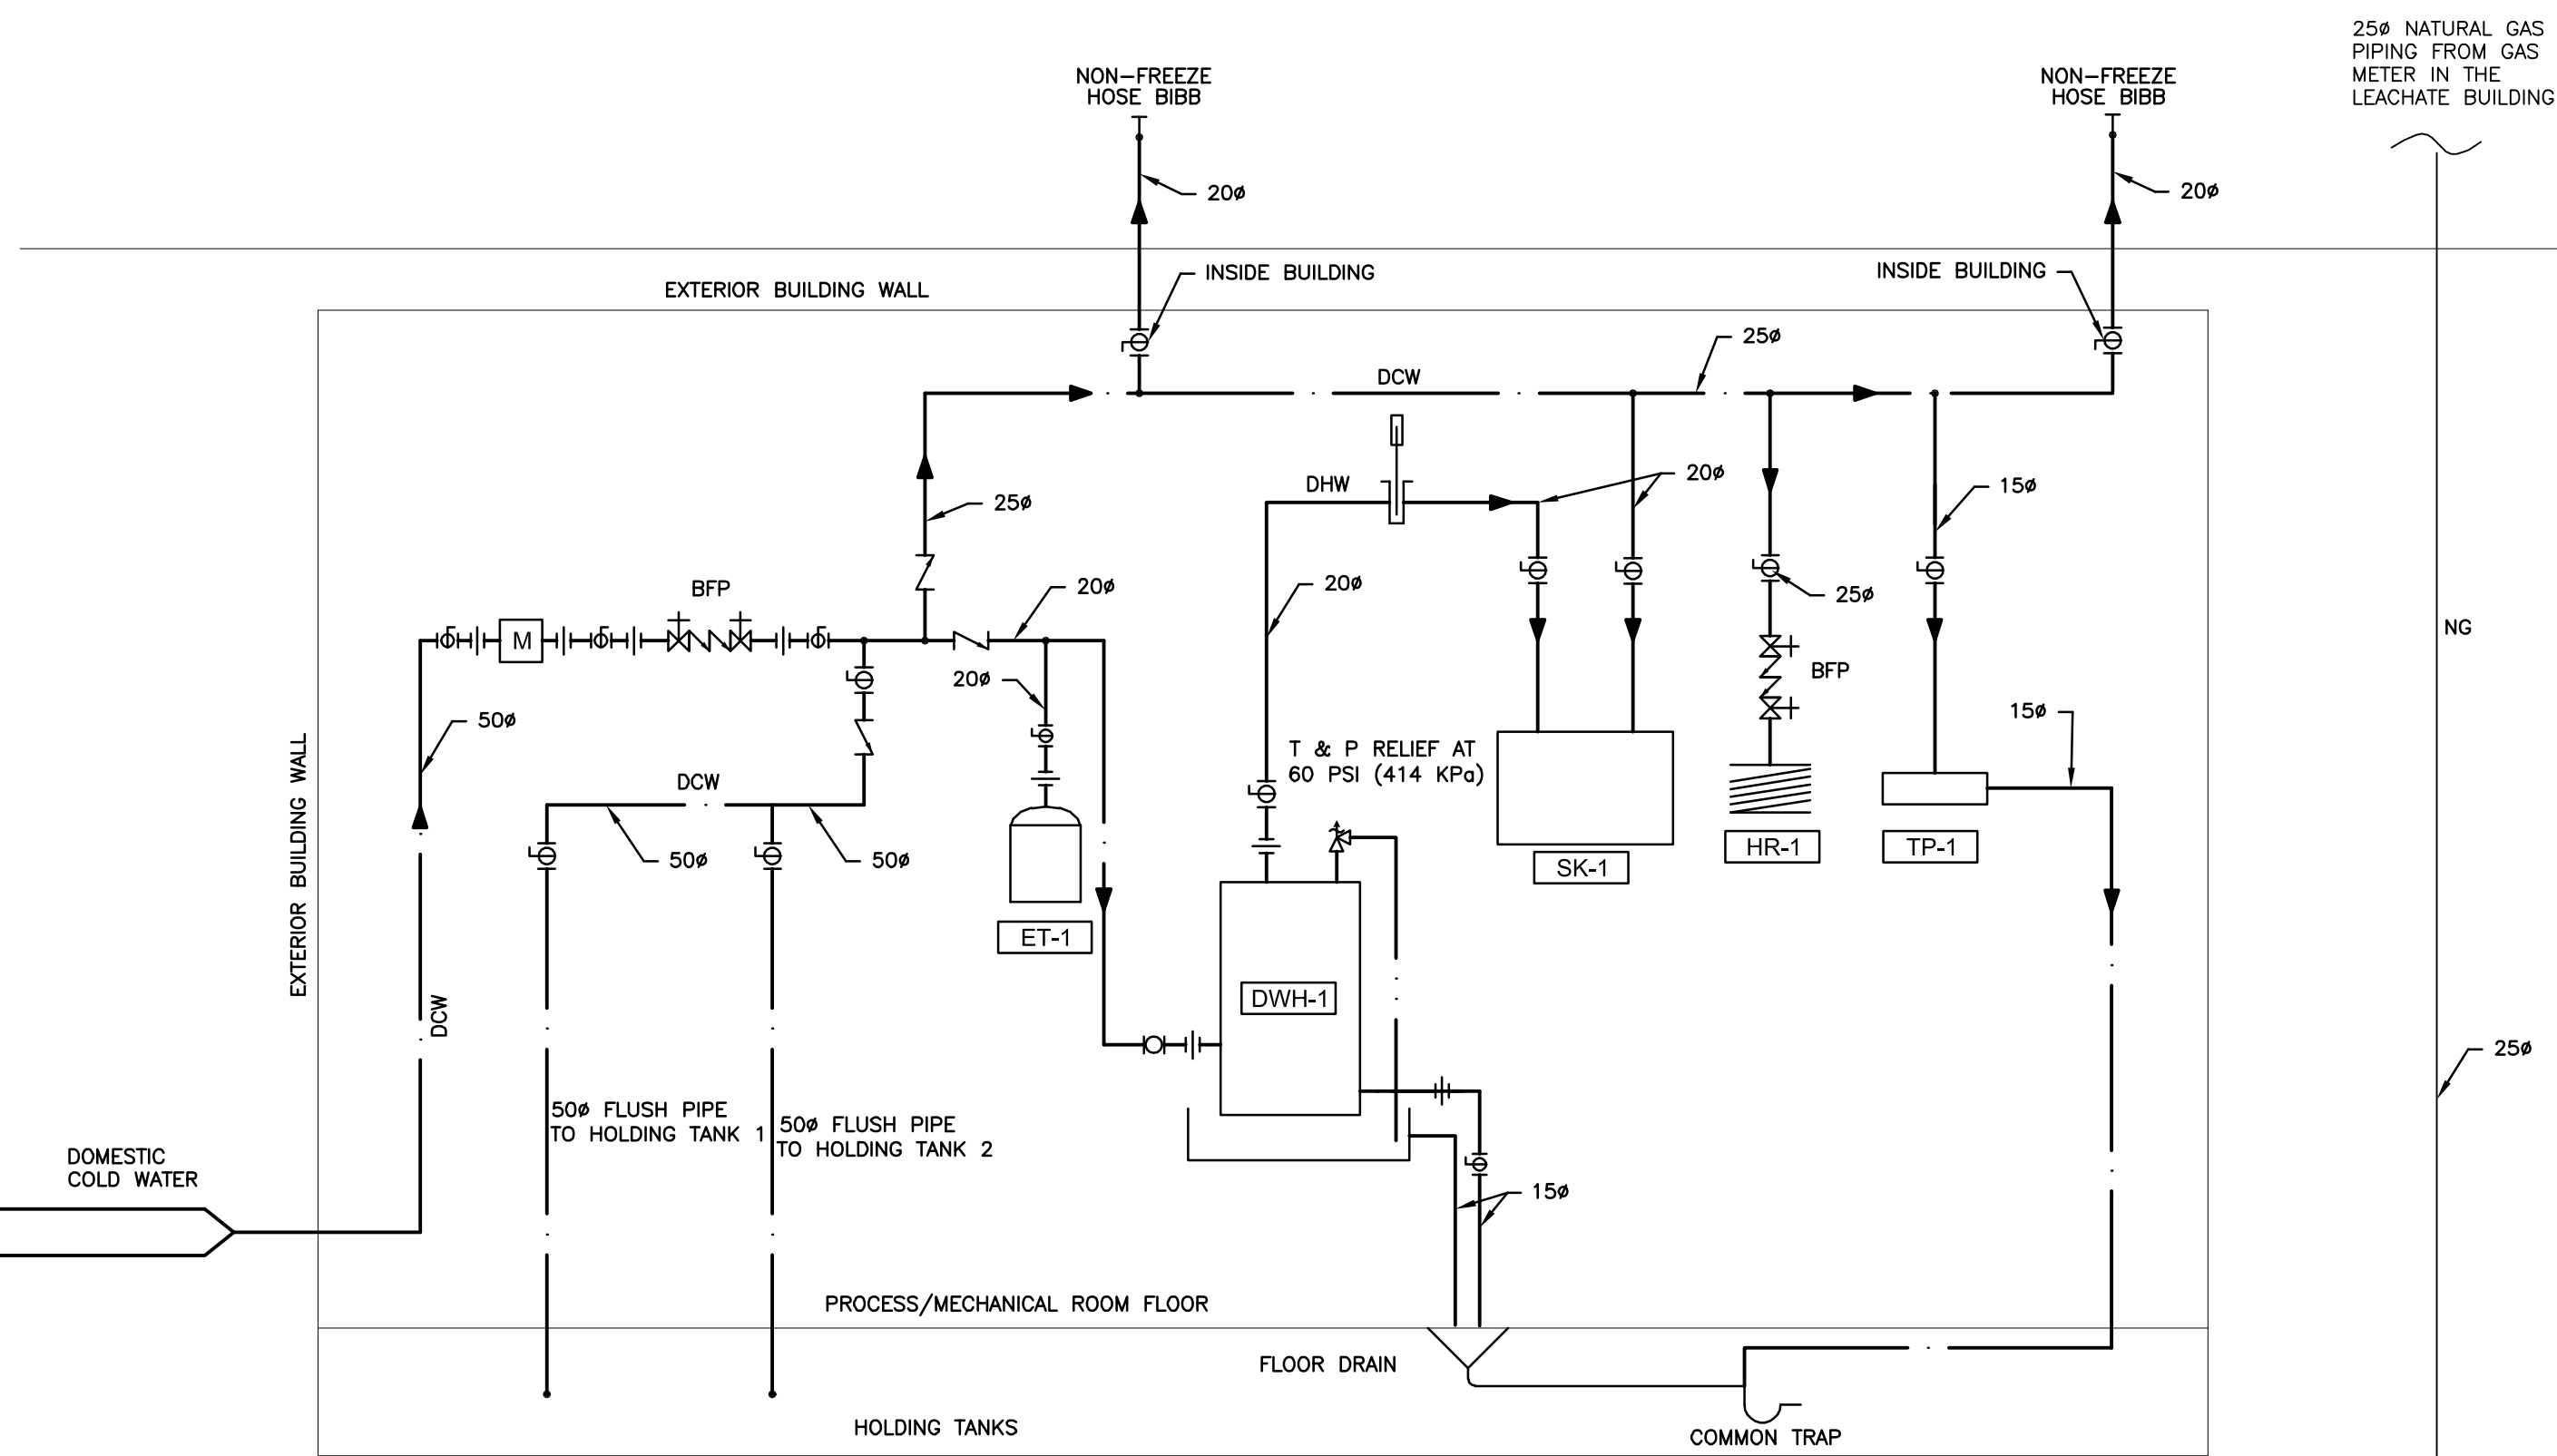 25ø NATURAL GAS
PIPING FROM GAS
METER IN THE
LEACHATE BUILDING
NON-FREEZE
HOSE BIBB
NON-FREEZE
HOSE BIBB
20ø
20ø
INSIDE BUILDING
INSIDE BUILDING
EXTERIOR BUILDING WALL
25ø
DCW
DHW
20ø
15ø
25ø
BFP
20ø
20ø
25ø
M
NG
BFP
20ø
50ø
15ø
T & P RELIEF AT
60 PSI (414 KPa)
DCW
EXTERIOR BUILDING WALL
50ø
50ø
HR-1
TP-1
SK-1
ET-1
DWH-1
DCW
25ø
50ø FLUSH PIPE
TO HOLDING TANK 1
50ø FLUSH PIPE
TO HOLDING TANK 2
DOMESTIC
COLD WATER
15ø
PROCESS/MECHANICAL ROOM FLOOR
FLOOR DRAIN
HOLDING TANKS
COMMON TRAP